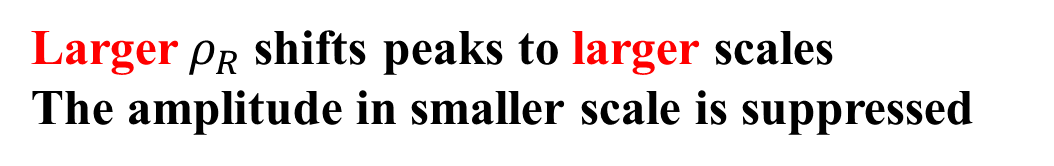 Larger ρ_R shifts peaks to larger scales
The amplitude in smaller scale is suppressed